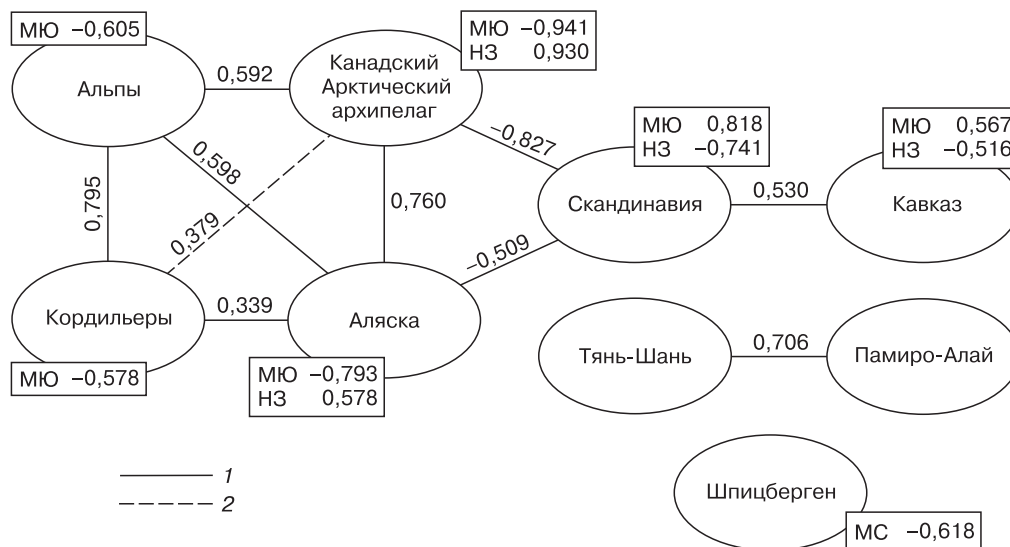 МЮ −0,605
Альпы
0,592
МЮ −0,941
НЗ 0,930
Канадский
Арктический
архипелаг
−0,827
МЮ 0,818
НЗ −0,741
Скандинавия
0,530
МЮ 0,567
НЗ −0,516
Кавказ
0,795
0,598
0,379
0,760
−0,509
Кордильеры
МЮ −0,578
0,339
Аляска
МЮ −0,793
НЗ 0,578
Тянь-Шань
0,706
Памиро-Алай
Шпицберген
МС −0,618
1
2